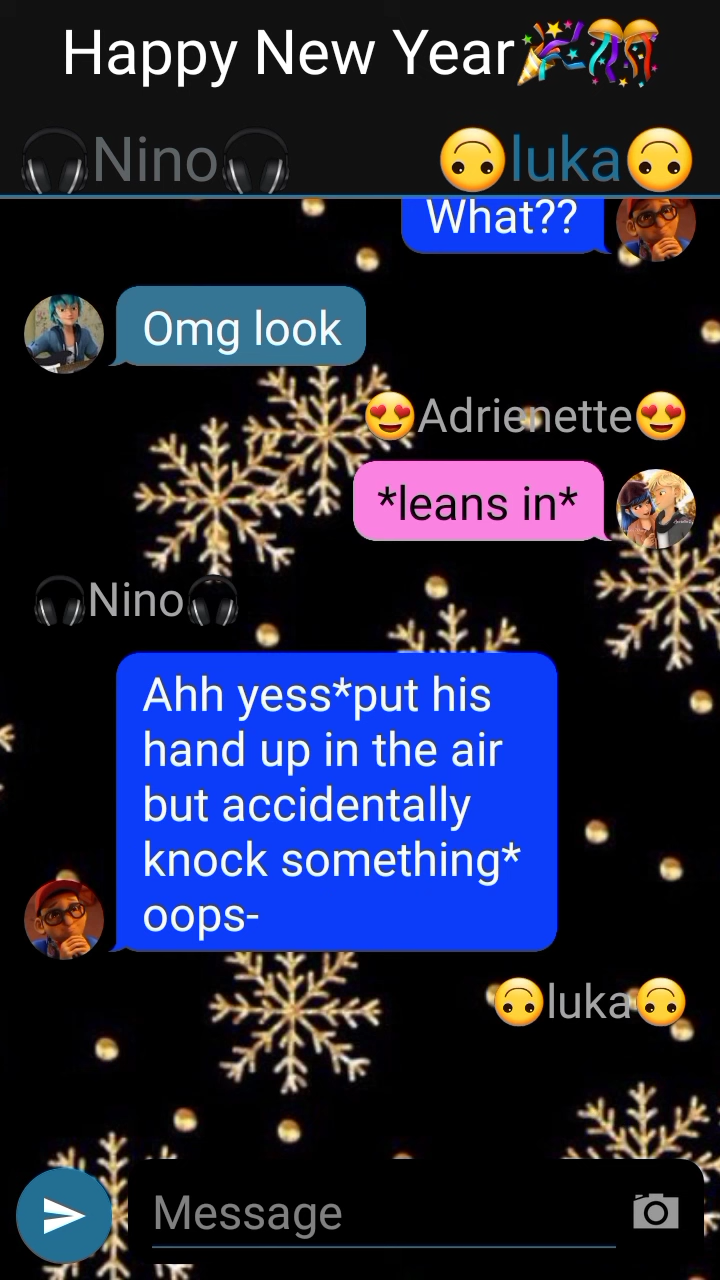 Happy New Year🎉🎊
🎧Nino🎧
🙃luka🙃
What??
Omg look
😍Adrienette😍
*leans in*
🎧Nino🎧
Ahh yess*put his
hand up in the air
but accidentally
knock something*
oops-
🙃luka🙃
Message